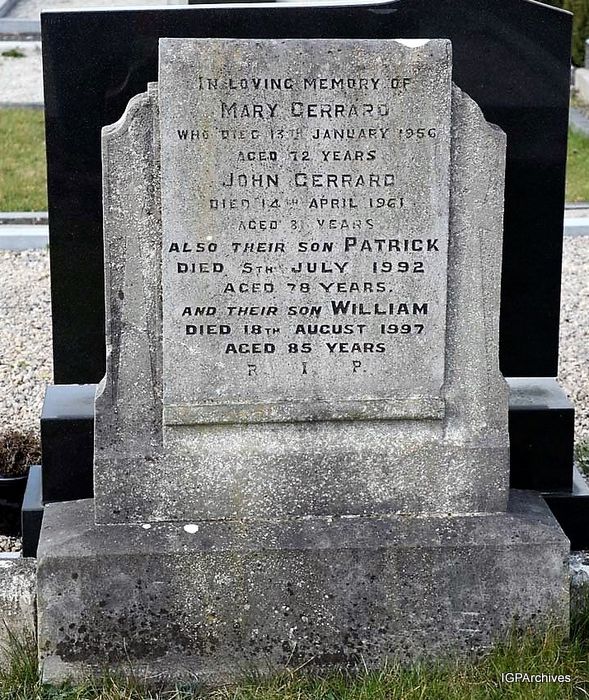 In Loving Memory of
Mary Gerrard
who died 13th January 1956
aged 72 years
John Gerrard
died 14th April 1961
aged 81 years
also their son Patrick
died 5th July 1992
aged 78 years.
and their son William
died 18th August 1997
aged 85 years
R I P.
IGPArchives